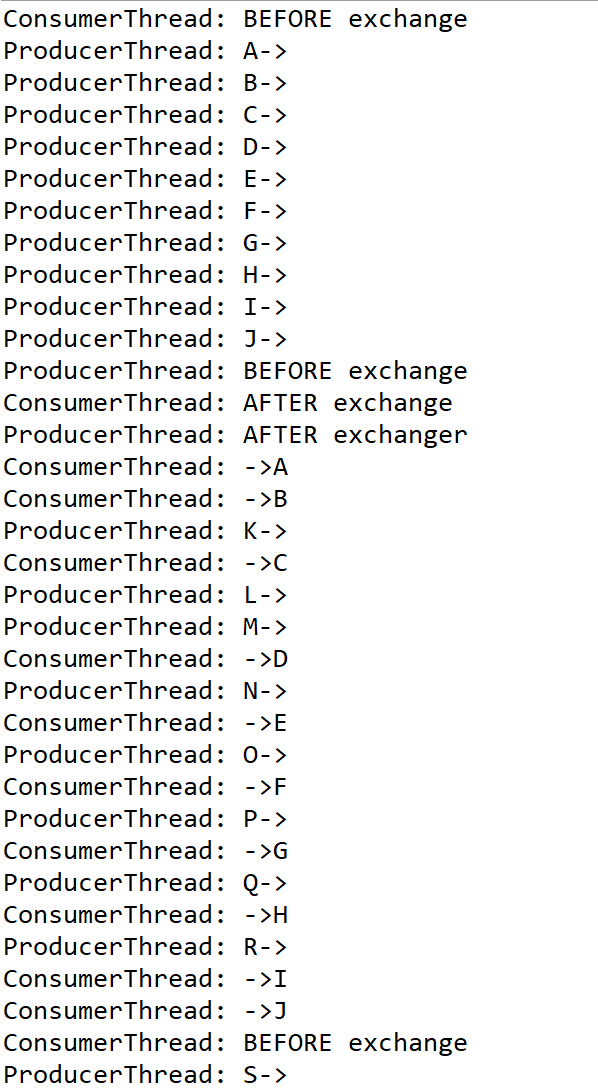 ConsumerThread: BEFORE exchange
ProducerThread: A->
ProducerThread: B->
ProducerThread: C->
ProducerThread: D->
ProducerThread: E->
ProducerThread: F->
ProducerThread: G->
ProducerThread: H->
ProducerThread: I->
ProducerThread: J->
ProducerThread: BEFORE exchange
ConsumerThread: AFTER exchange
ProducerThread: AFTER exchanger
ConsumerThread: ->A
ConsumerThread: ->B
ProducerThread: K->
ConsumerThread: ->C
ProducerThread: L->
ProducerThread: M->
ConsumerThread: ->D
ProducerThread: N->
ConsumerThread: ->E
ProducerThread: O->
ConsumerThread: ->F
ProducerThread: P->
ConsumerThread: ->G
ProducerThread: Q->
ConsumerThread: ->H
ProducerThread: R->
ConsumerThread: ->I
ConsumerThread: ->J
ConsumerThread: BEFORE exchange
ProducerThread: S->